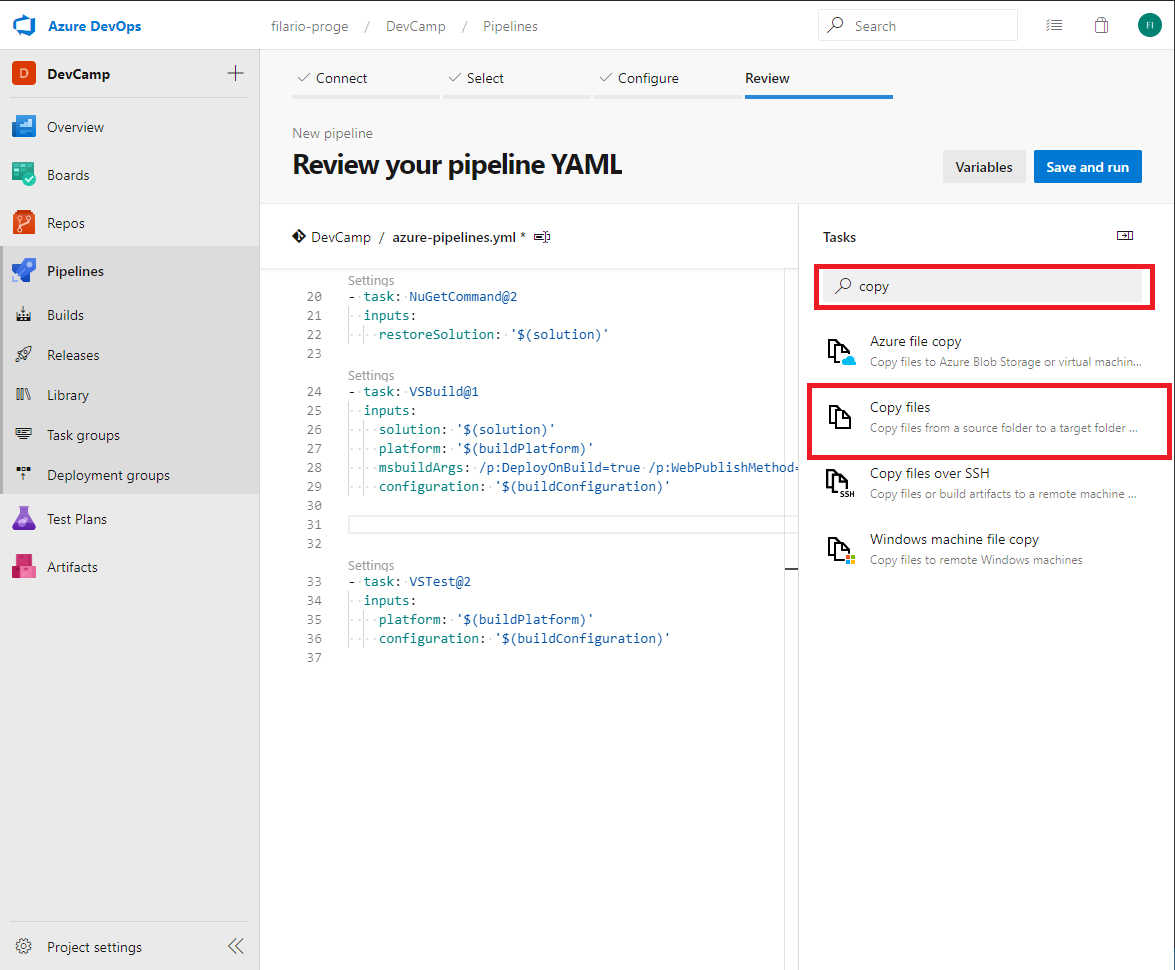 Azure DevOps
filario-proge / DevCamp / Pipelines
Search
FI
D DevCamp
Overview
Boards
Repos
Pipelines
Builds
Releases
Library
Task groups
Deployment groups
Test Plans
Artifacts
Project settings
Connect Select Configure Review
New pipeline
Review your pipeline YAML
Variables Save and run
DevCamp / azure-pipelines.yml *
Settings
20 - task: NuGetCommand@2
21 inputs:
22 restoreSolution: '$(solution)'
23
Settings
24 - task: VSBuild@1
25 inputs:
26 solution: '$(solution)'
27 platform: '$(buildPlatform)'
28 msbuildArgs: /p:DeployOnBuild=true /p:WebPublishMethod=
29 configuration: '$(buildConfiguration)'
30
31
32
Settings
33 - task: VSTest@2
34 inputs:
35 platform: '$(buildPlatform)'
36 configuration: '$(buildConfiguration)'
37
Tasks
copy
Azure file copy
Copy files to Azure Blob Storage or virtual machin...
Copy files
Copy files from a source folder to a target folder ...
SSH
Copy files over SSH
Copy files or build artifacts to a remote machine ...
Windows machine file copy
Copy files to remote Windows machines